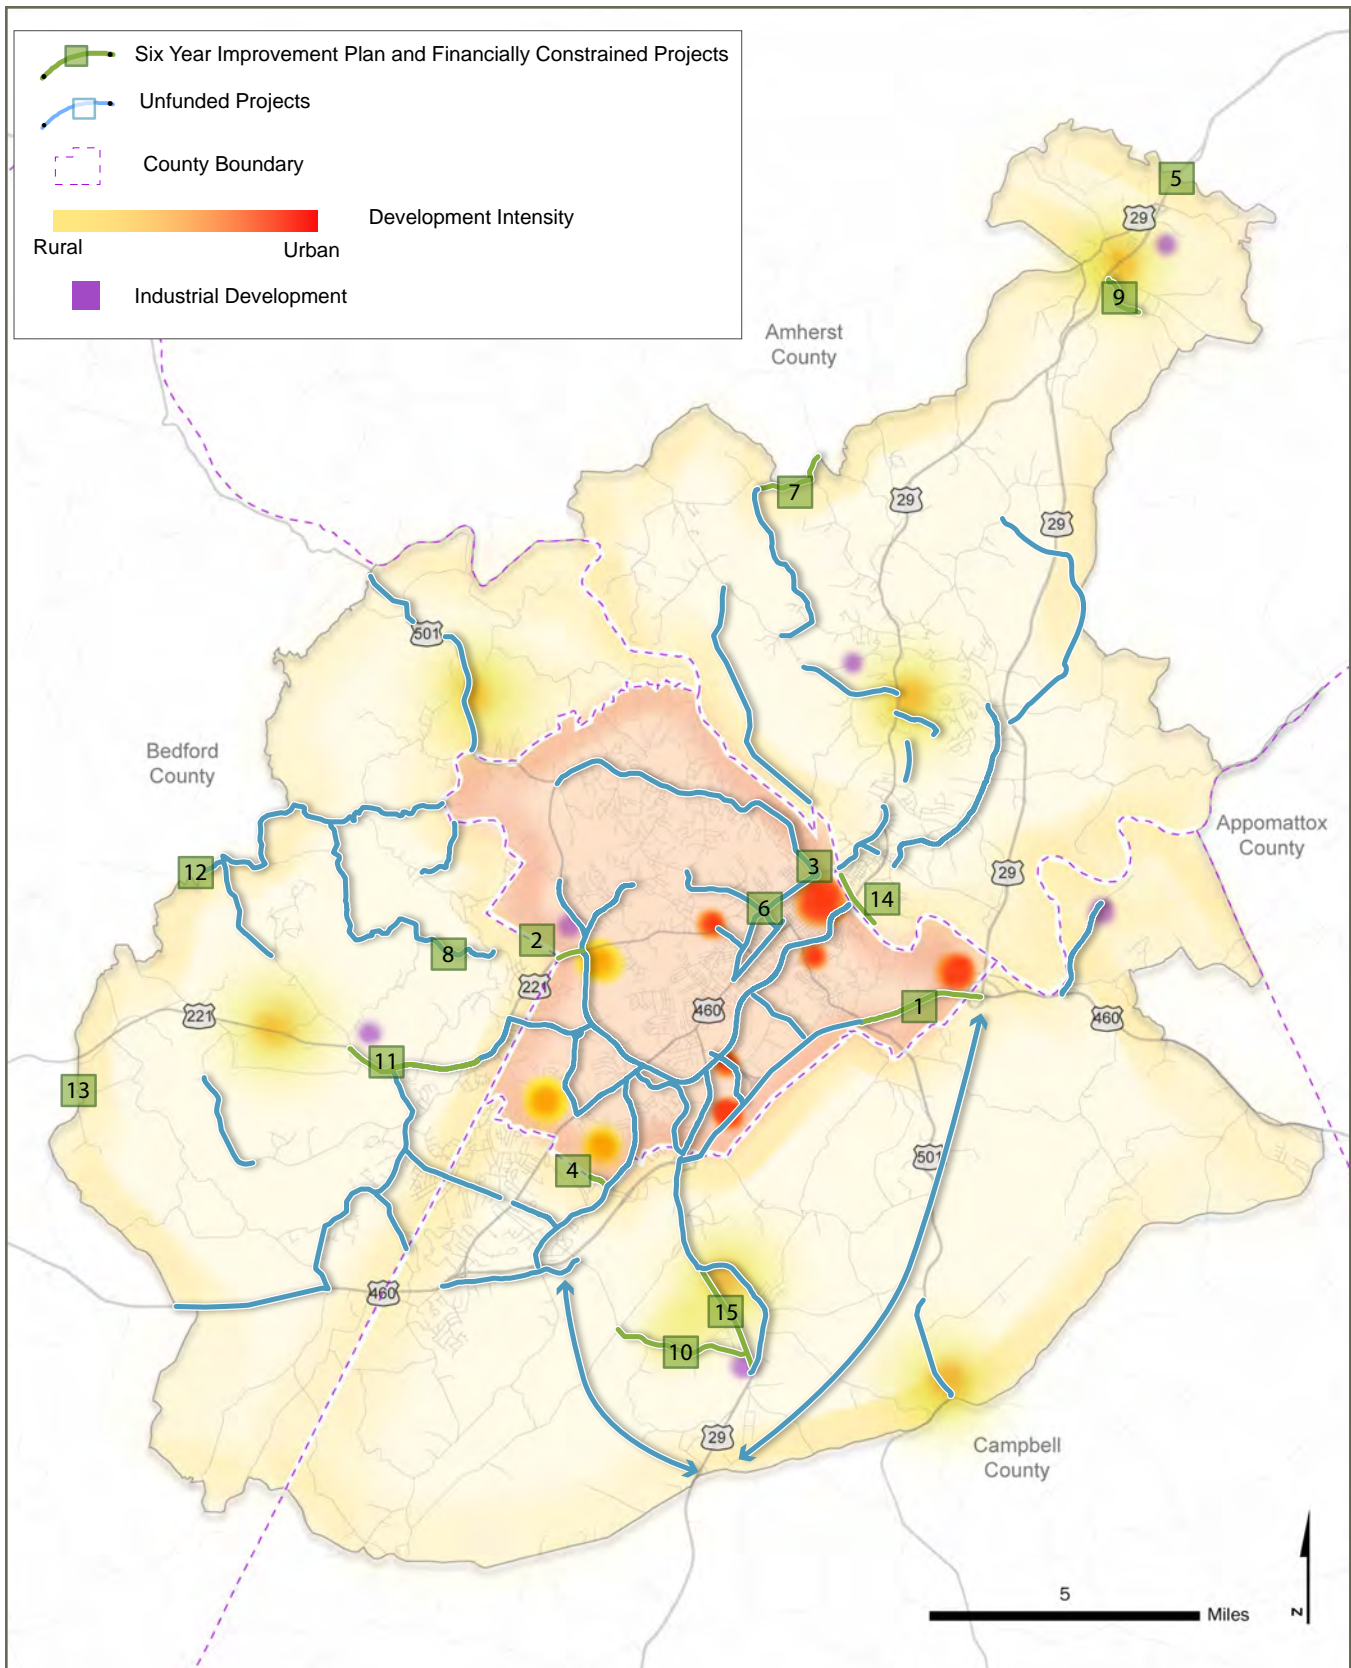 Six Year Improvement Plan and Financially Constrained Projects
Unfunded Projects
County Boundary
Development Intensity
Rural
Urban
Industrial Development
5
29
9
Amherst
County
7
29
29
501
Bedford
County
Appomattox
County
3
12
29
14
6
2
8
221
460
1
221
460
11
13
501
4
460
15
10
29
Campbell
County
5
Miles
N